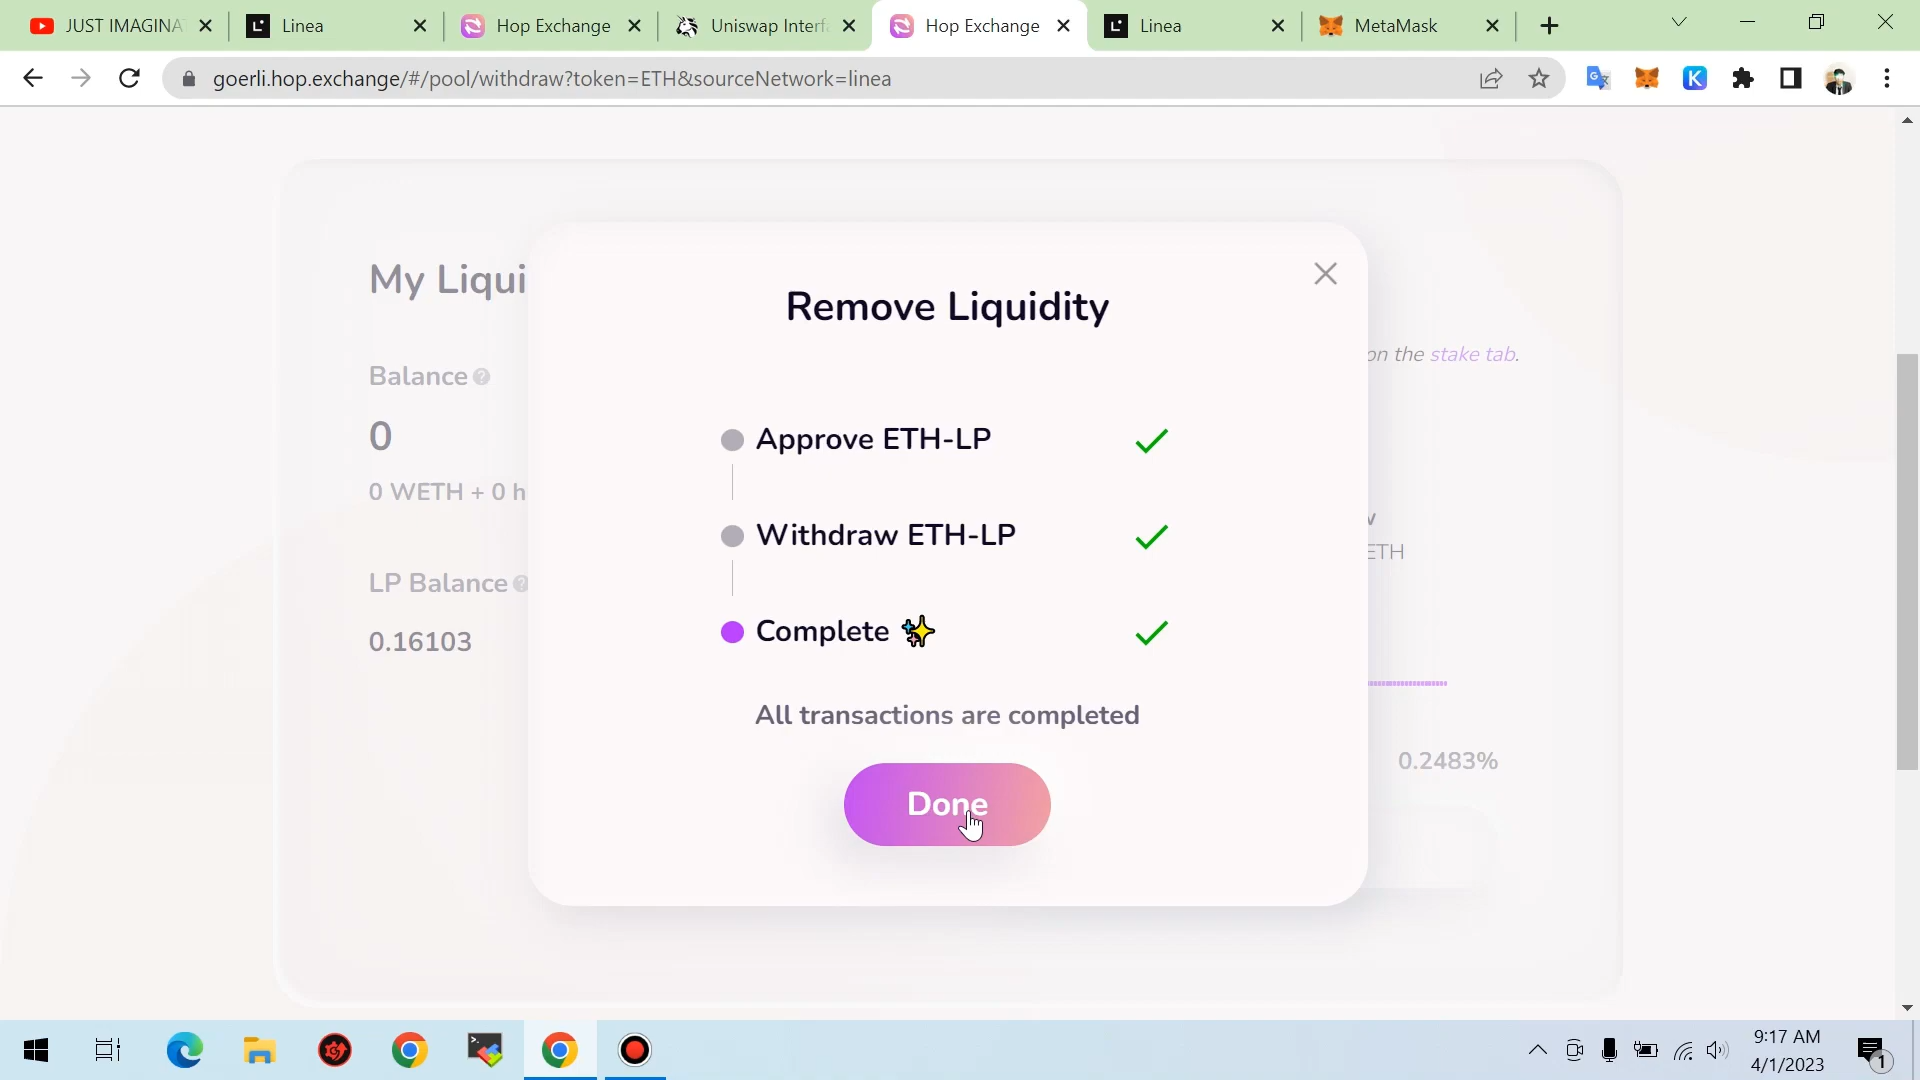 JUST IMAGINA
Linea
Hop Exchange
Uniswap Interf
Hop Exchange
Linea
MetaMask
goerli.hop.exchange/#/pool/withdraw?token=ETH&sourceNetwork=linea
My Liqui
Remove Liquidity
on the stake tab.
Balance
0
0 WETH + 0 h
LP Balance
0.16103
Approve ETH-LP
Withdraw ETH-LP
Complete ✨
All transactions are completed
Done
ETH
0.2483%
9:17 AM
4/1/2023
1